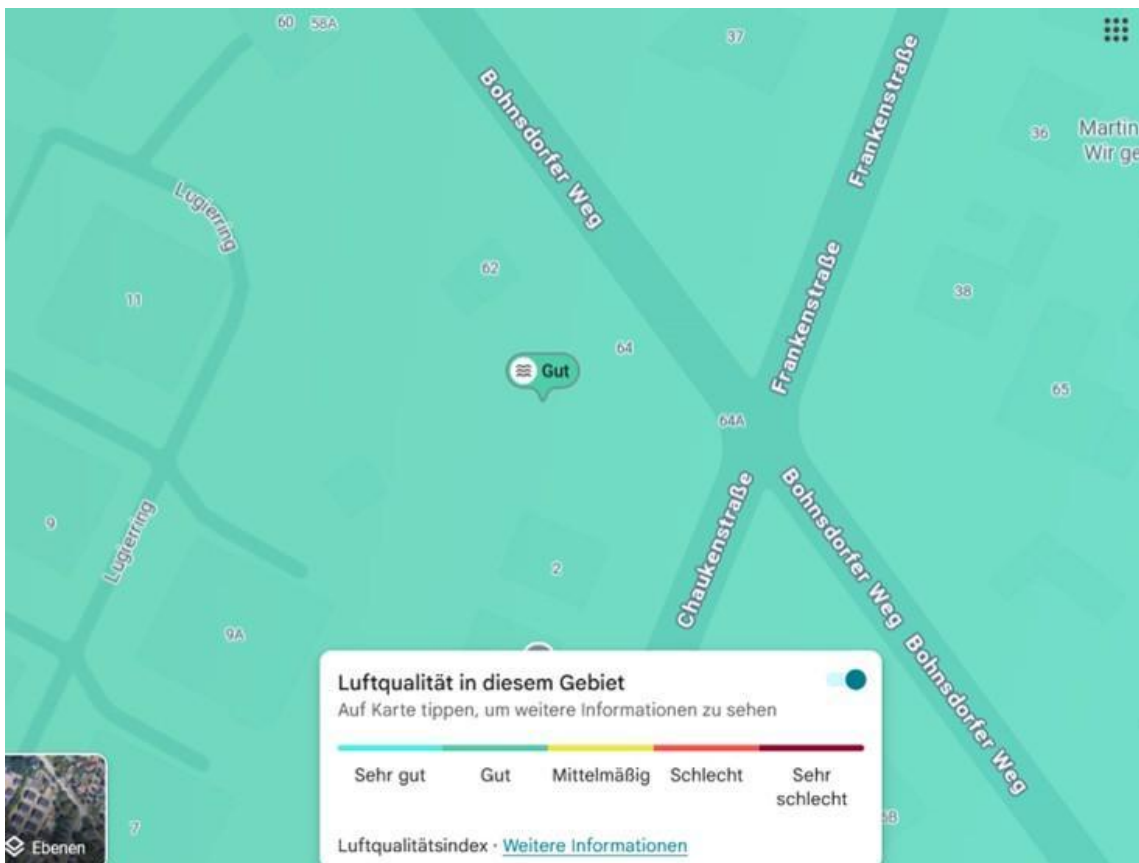 60
58A
37
Bohnsdorfer Weg
Frankenstraße
36
Martin
Wir ge
Lugierring
62
Frankenstraße
38
11
64
Gut
65
64A
Bohnsdorfer Weg
Chaukenstraße
9
Lugierring
2
9A
Bohnsdorfer Weg
Luftqualität in diesem Gebiet
Auf Karte tippen, um weitere Informationen zu sehen
Sehr gut
Gut
Mittelmäßig
Schlecht
Sehr
schlecht
7
Ebenen
Luftqualitätsindex · Weitere Informationen